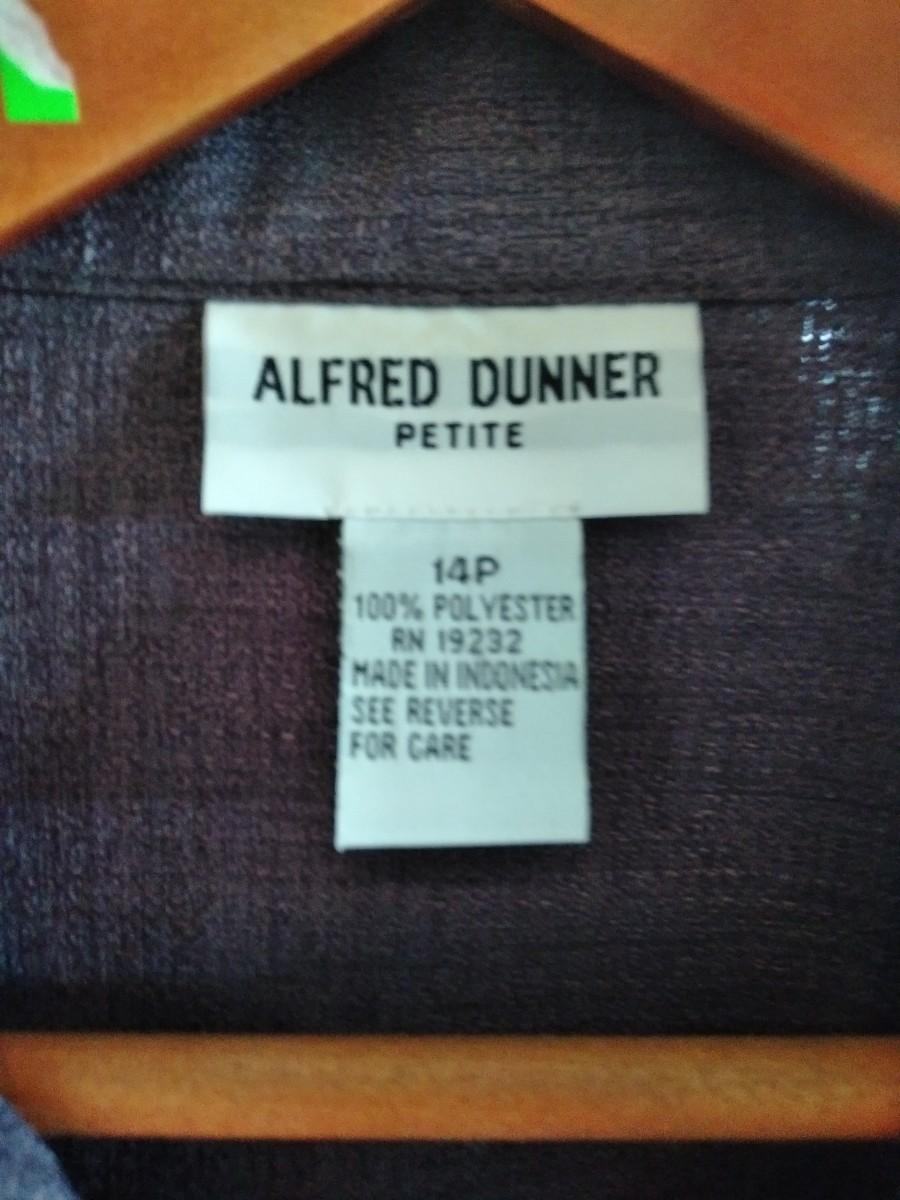 ALFRED DUNNER
PETITE
14P
100% POLYESTER
RN 19232
MADE IN INDONESIA
SEE REVERSE
FOR CARE